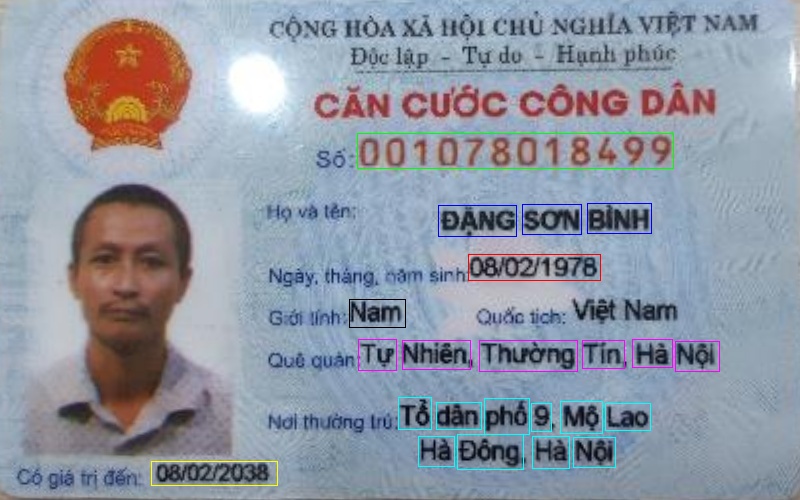 CỘNG HÒA XÃ HỘI CHỦ NGHĨA VIỆT NAM
Độc lập - Tự do - Hạnh phúc
CĂN CƯỚC CÔNG DÂN
Số: 001078018499
Họ và tên: ĐẶNG SƠN BÌNH
Ngày, tháng, năm sinh: 08/02/1978
Giới tính: Nam Quốc tịch: Việt Nam
Quê quán: Tự Nhiên, Thường Tín, Hà Nội
Nơi thường trú: Tổ dân phố 9, Mộ Lao
Hà Đông, Hà Nội
Có giá trị đến: 08/02/2038